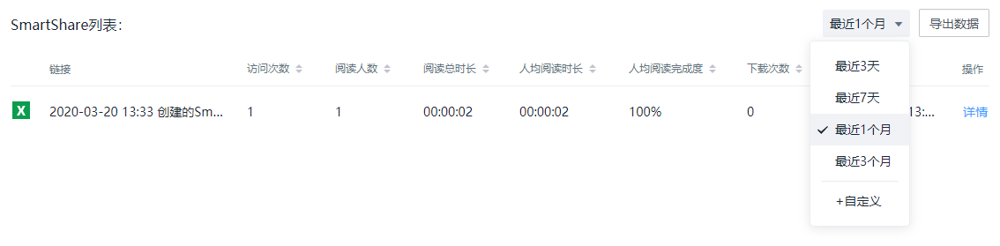 SmartShare列表：
最近1个月
导出数据
链接 访问次数 阅读人数 阅读总时长 人均阅读时长 人均阅读完成度 下载次数 操作
X 2020-03-20 13:33 创建的Sm... 1 1 00:00:02 00:00:02 100% 0 13:... 详情
最近3天
最近7天
最近1个月
最近3个月
+自定义